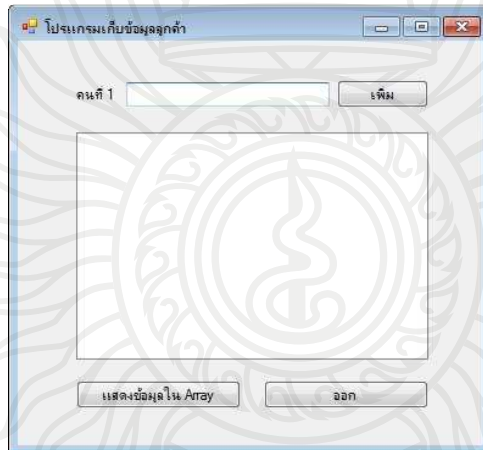 โปรแกรมเก็บข้อมูลลูกค้า
คนที่ 1
เพิ่ม
แสดงข้อมูลใน Array
ออก